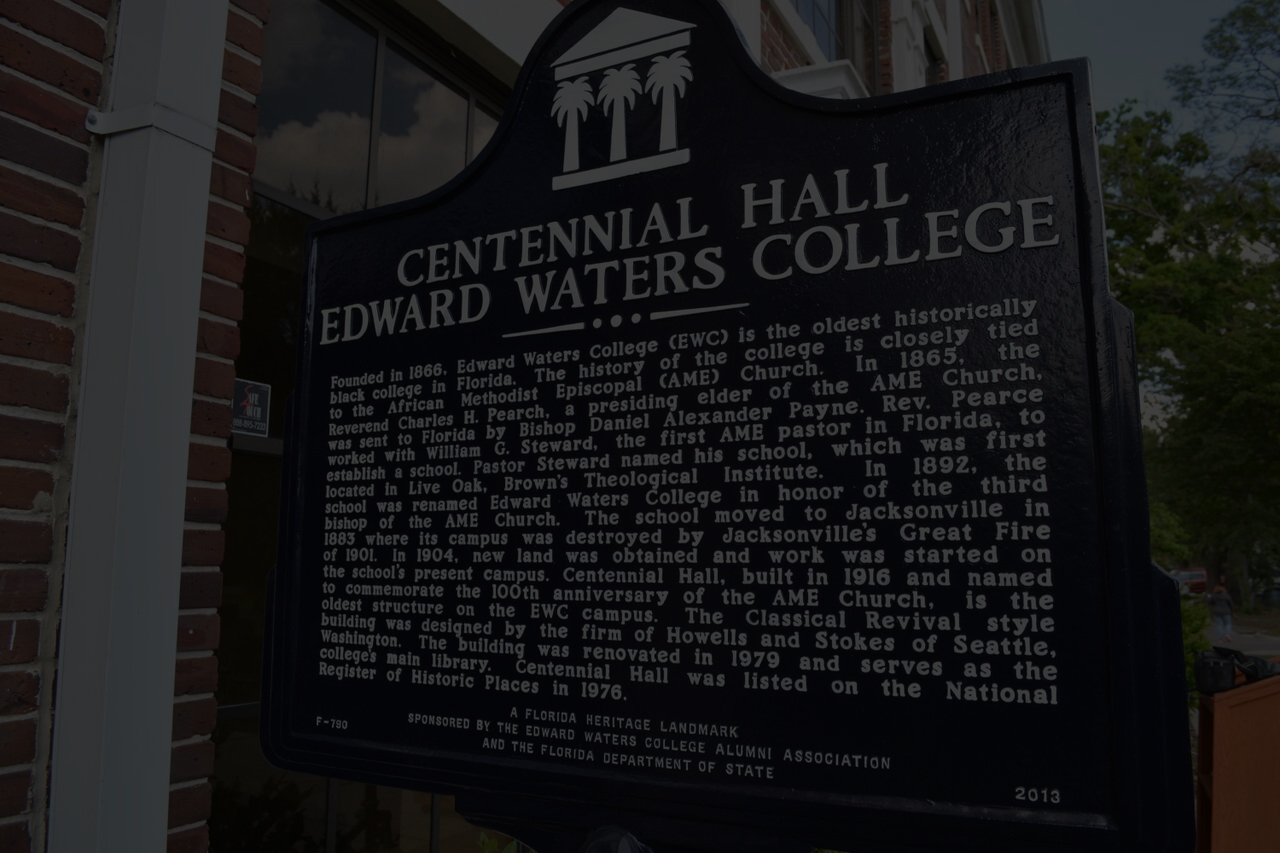 CENTENNIAL HALL
EDWARD WATERS COLLEGE
Founded in 1866, Edward Waters College (EWC) is the oldest historically
black college in Florida. The history of the college is closely tied
to the African Methodist Episcopal (AME) Church. In 1865, the
Reverend Charles H. Pearch, a presiding elder of the AME Church,
was sent to Florida by Bishop Daniel Alexander Payne. Rev. Pearce
worked with William G. Steward, the first AME pastor in Florida, to
establish a school. Pastor Steward named his school, which was first
located in Live Oak, Brown's Theological Institute. In 1892, the
school was renamed Edward Waters College in honor of the third
bishop of the AME Church. The school moved to Jacksonville in
1883 where its campus was destroyed by Jacksonville's Great Fire
of 1901. In 1904, new land was obtained and work was started on
the school's present campus. Centennial Hall, built in 1916 and named
to commemorate the 100th anniversary of the AME Church, is the
oldest structure on the EWC campus. The Classical Revival style
building was designed by the firm of Howells and Stokes of Seattle,
Washington. The building was renovated in 1979 and serves as the
college's main library. Centennial Hall was listed on the National
Register of Historic Places in 1976.
A FLORIDA HERITAGE LANDMARK
F-790 SPONSORED BY THE EDWARD WATERS COLLEGE ALUMNI ASSOCIATION
AND THE FLORIDA DEPARTMENT OF STATE
2013